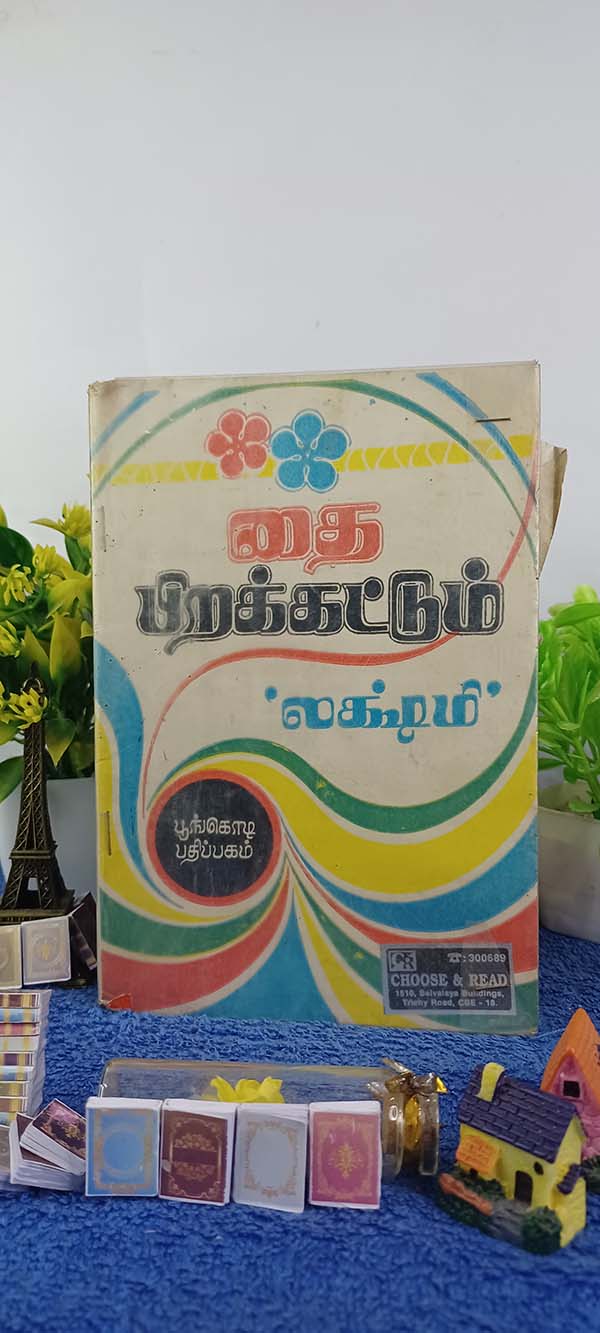 தை
பிறக்கட்டும்
'லக்ஷ்மி'
பூங்கொடி
பதிப்பகம்
☎: 300689
CHOOSE & READ
1510, Selvalaya Buildings,
Trichy Road, CBE - 18.